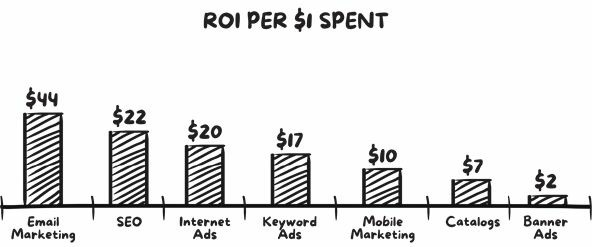 ROI PER $1 SPENT
$44
$22
$20
$17
$10
$7
$2
Email
Marketing
SEO
Internet
Ads
Keyword
Ads
Mobile
Marketing
Catalogs
Banner
Ads